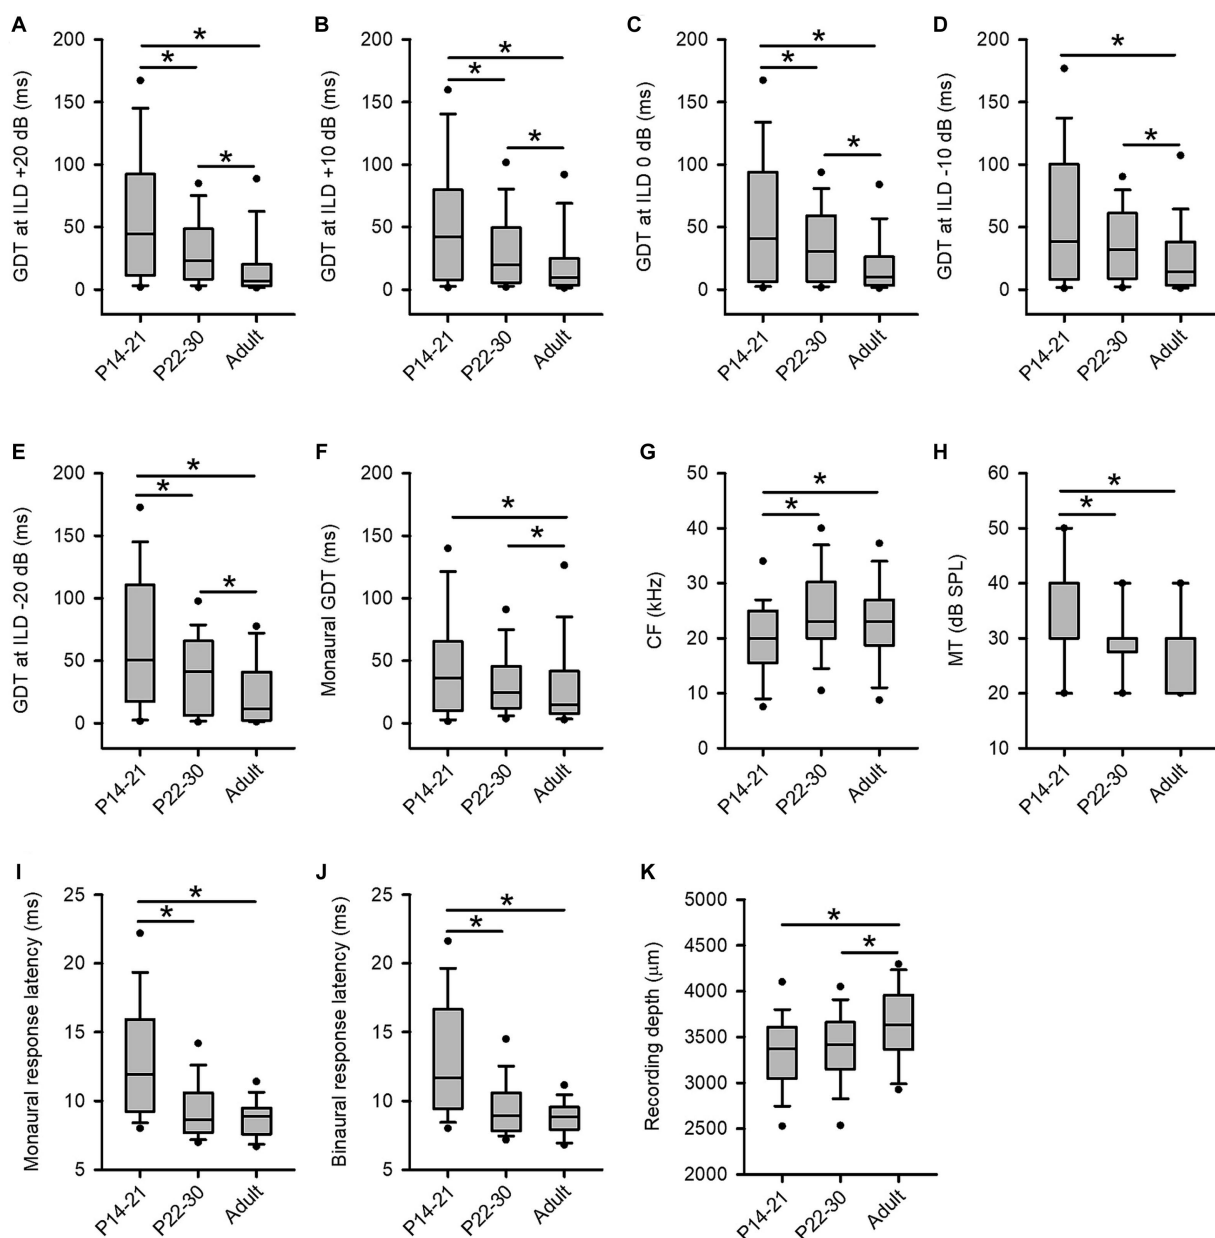 A
GDT at ILD +20 dB (ms)
200
150
100
50
0
*
*
*
P14-21
P22-30
Adult
B
GDT at ILD +10 dB (ms)
200
150
100
50
0
*
*
*
P14-21
P22-30
Adult
C
GDT at ILD 0 dB (ms)
200
150
100
50
0
*
*
*
P14-21
P22-30
Adult
D
GDT at ILD -10 dB (ms)
200
150
100
50
0
*
*
P14-21
P22-30
Adult
E
GDT at ILD -20 dB (ms)
200
150
100
50
0
*
*
*
P14-21
P22-30
Adult
F
Monaural GDT (ms)
200
150
100
50
0
*
*
P14-21
P22-30
Adult
G
CF (kHz)
50
40
30
20
10
0
*
*
P14-21
P22-30
Adult
H
MT (dB SPL)
60
50
40
30
20
10
*
*
P14-21
P22-30
Adult
I
Monaural response latency (ms)
25
20
15
10
5
*
*
P14-21
P22-30
Adult
J
Binaural response latency (ms)
25
20
15
10
5
*
*
P14-21
P22-30
Adult
K
Recording depth (μm)
5000
4500
4000
3500
3000
2500
2000
*
*
P14-21
P22-30
Adult